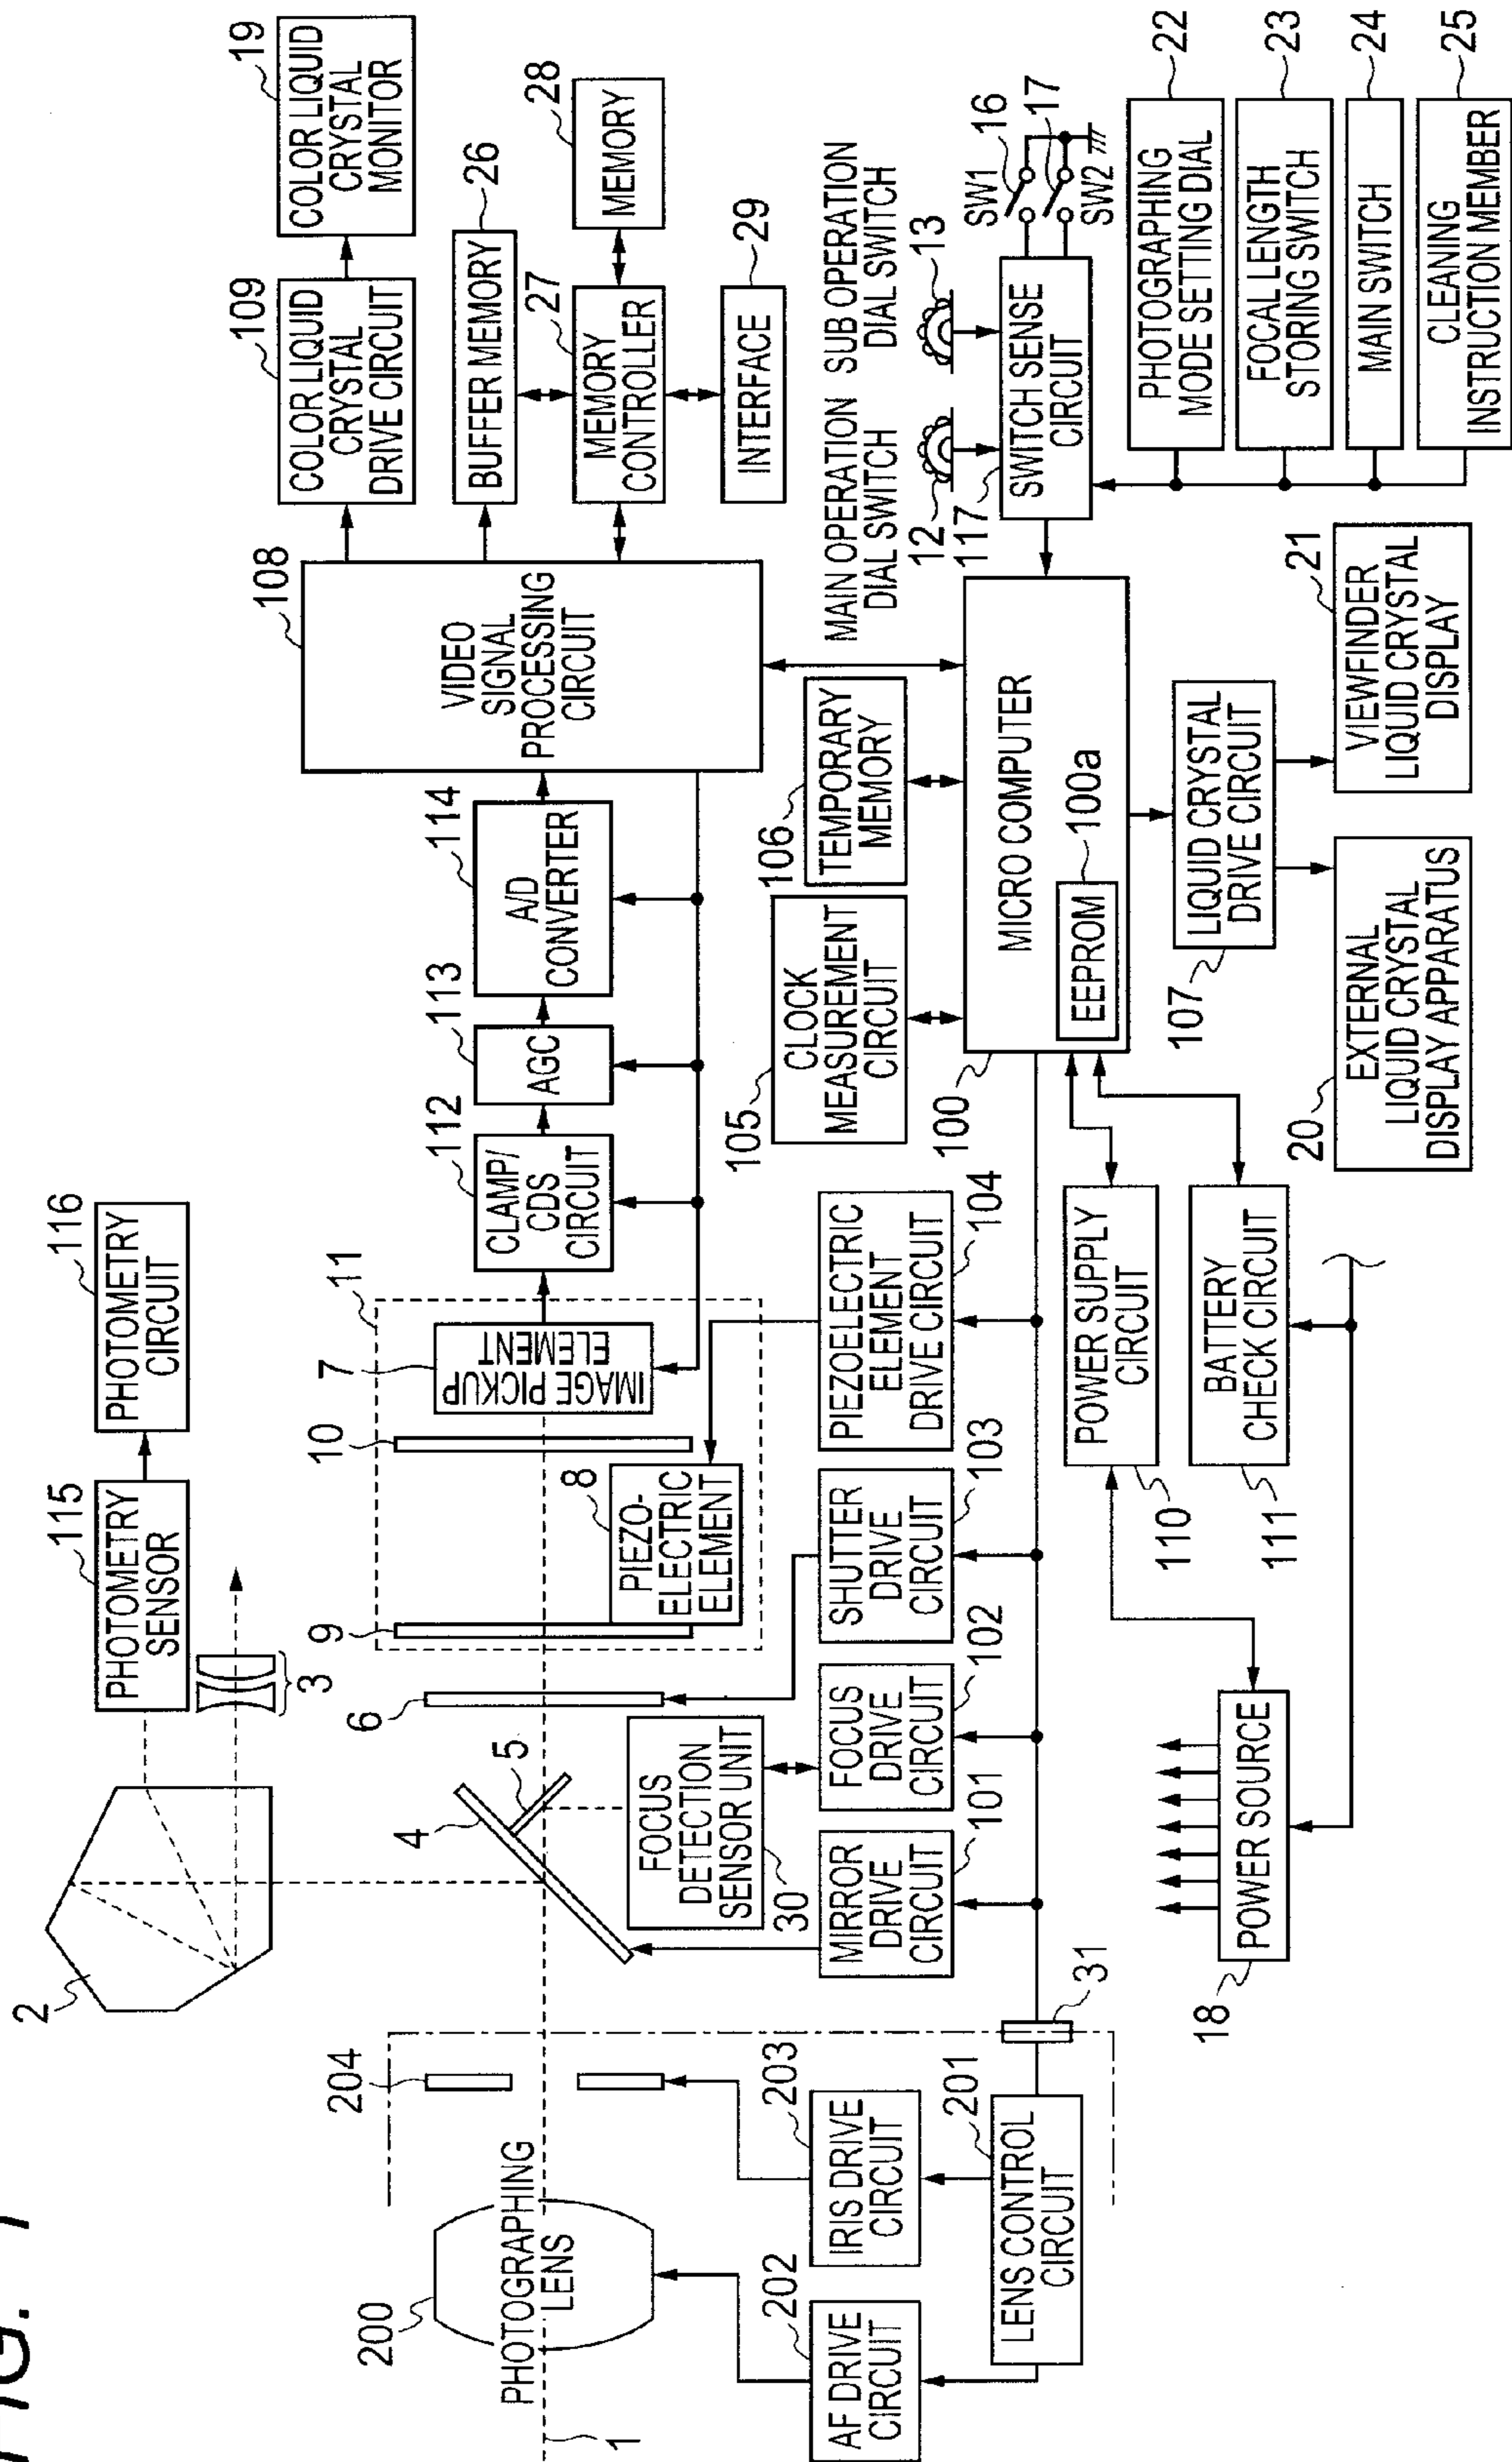 FIG. 1
2
PHOTOMETRY
SENSOR
115
PHOTOMETRY
CIRCUIT
116
3
200
PHOTOGRAPHING
LENS
204
1
4
5
6
9
10
7
IMAGE PICKUP
ELEMENT
11
8
PIEZO-
ELECTRIC
ELEMENT
CLAMP/
CDS
CIRCUIT
112
AGC
113
A/D
CONVERTER
114
VIDEO
SIGNAL
PROCESSING
CIRCUIT
108
COLOR LIQUID
CRYSTAL
DRIVE CIRCUIT
109
COLOR LIQUID
CRYSTAL
MONITOR
19
BUFFER MEMORY
26
MEMORY
CONTROLLER
27
MEMORY
28
INTERFACE
29
FOCUS
DETECTION
SENSOR UNIT
30
AF DRIVE
CIRCUIT
202
IRIS DRIVE
CIRCUIT
203
LENS CONTROL
CIRCUIT
201
31
MIRROR
DRIVE
CIRCUIT
101
FOCUS
DRIVE
CIRCUIT
102
SHUTTER
DRIVE
CIRCUIT
103
PIEZOELECTRIC
ELEMENT
DRIVE CIRCUIT
104
CLOCK
MEASUREMENT
CIRCUIT
105
TEMPORARY
MEMORY
106
MICRO COMPUTER
100
EEPROM
100a
MAIN OPERATION
DIAL SWITCH
12
SUB OPERATION
DIAL SWITCH
13
SWITCH SENSE
CIRCUIT
117
SW1
16
17
SW2
PHOTOGRAPHING
MODE SETTING DIAL
22
FOCAL LENGTH
STORING SWITCH
23
MAIN SWITCH
24
CLEANING
INSTRUCTION MEMBER
25
POWER SOURCE
18
POWER SUPPLY
CIRCUIT
110
BATTERY
CHECK CIRCUIT
111
LIQUID CRYSTAL
DRIVE CIRCUIT
107
EXTERNAL
LIQUID CRYSTAL
DISPLAY APPARATUS
20
VIEWFINDER
LIQUID CRYSTAL
DISPLAY
21